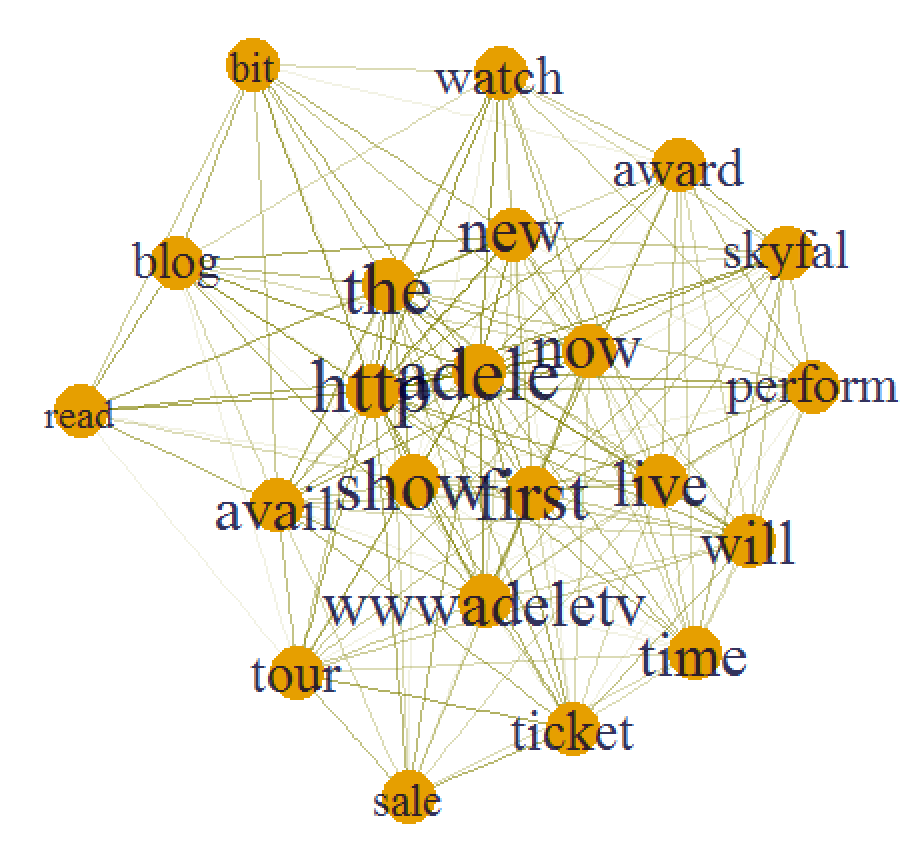 bit
watch
award
new
skyfal
blog
the
now
adele
http
perform
read
show
first
live
avail
will
wwwadeletv
time
tour
ticket
sale